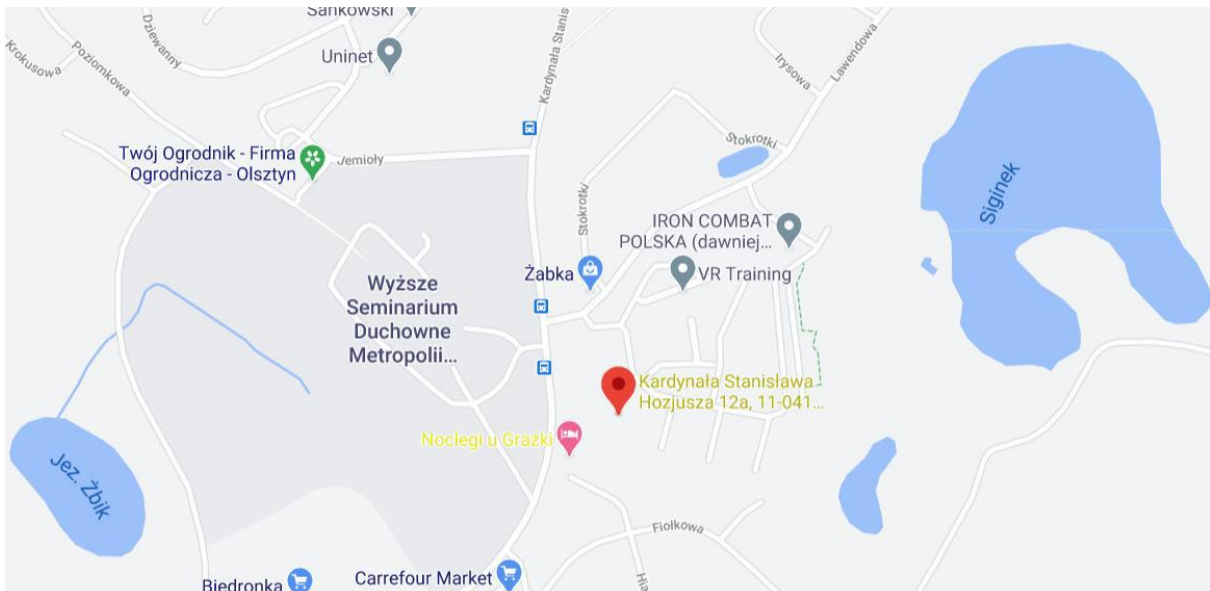 Sankowski
Dziewanny
Krokusowa
Poziomkowa
Uninet
Kardynała Stanis
Irysowa
Lawendowa
Twój Ogrodnik - Firma
Ogrodnicza - Olsztyn
Jemioły
Stokrotki
Stokrotki
Siginek
IRON COMBAT
POLSKA (dawniej...
VR Training
Żabka
Wyższe
Seminarium
Duchowne
Metropolii...
Kardynała Stanisława
Hozjusza 12a, 11-041...
Noclegi u Grażki
Jez. Żbik
Fiołkowa
Hia
Biedronka
Carrefour Market